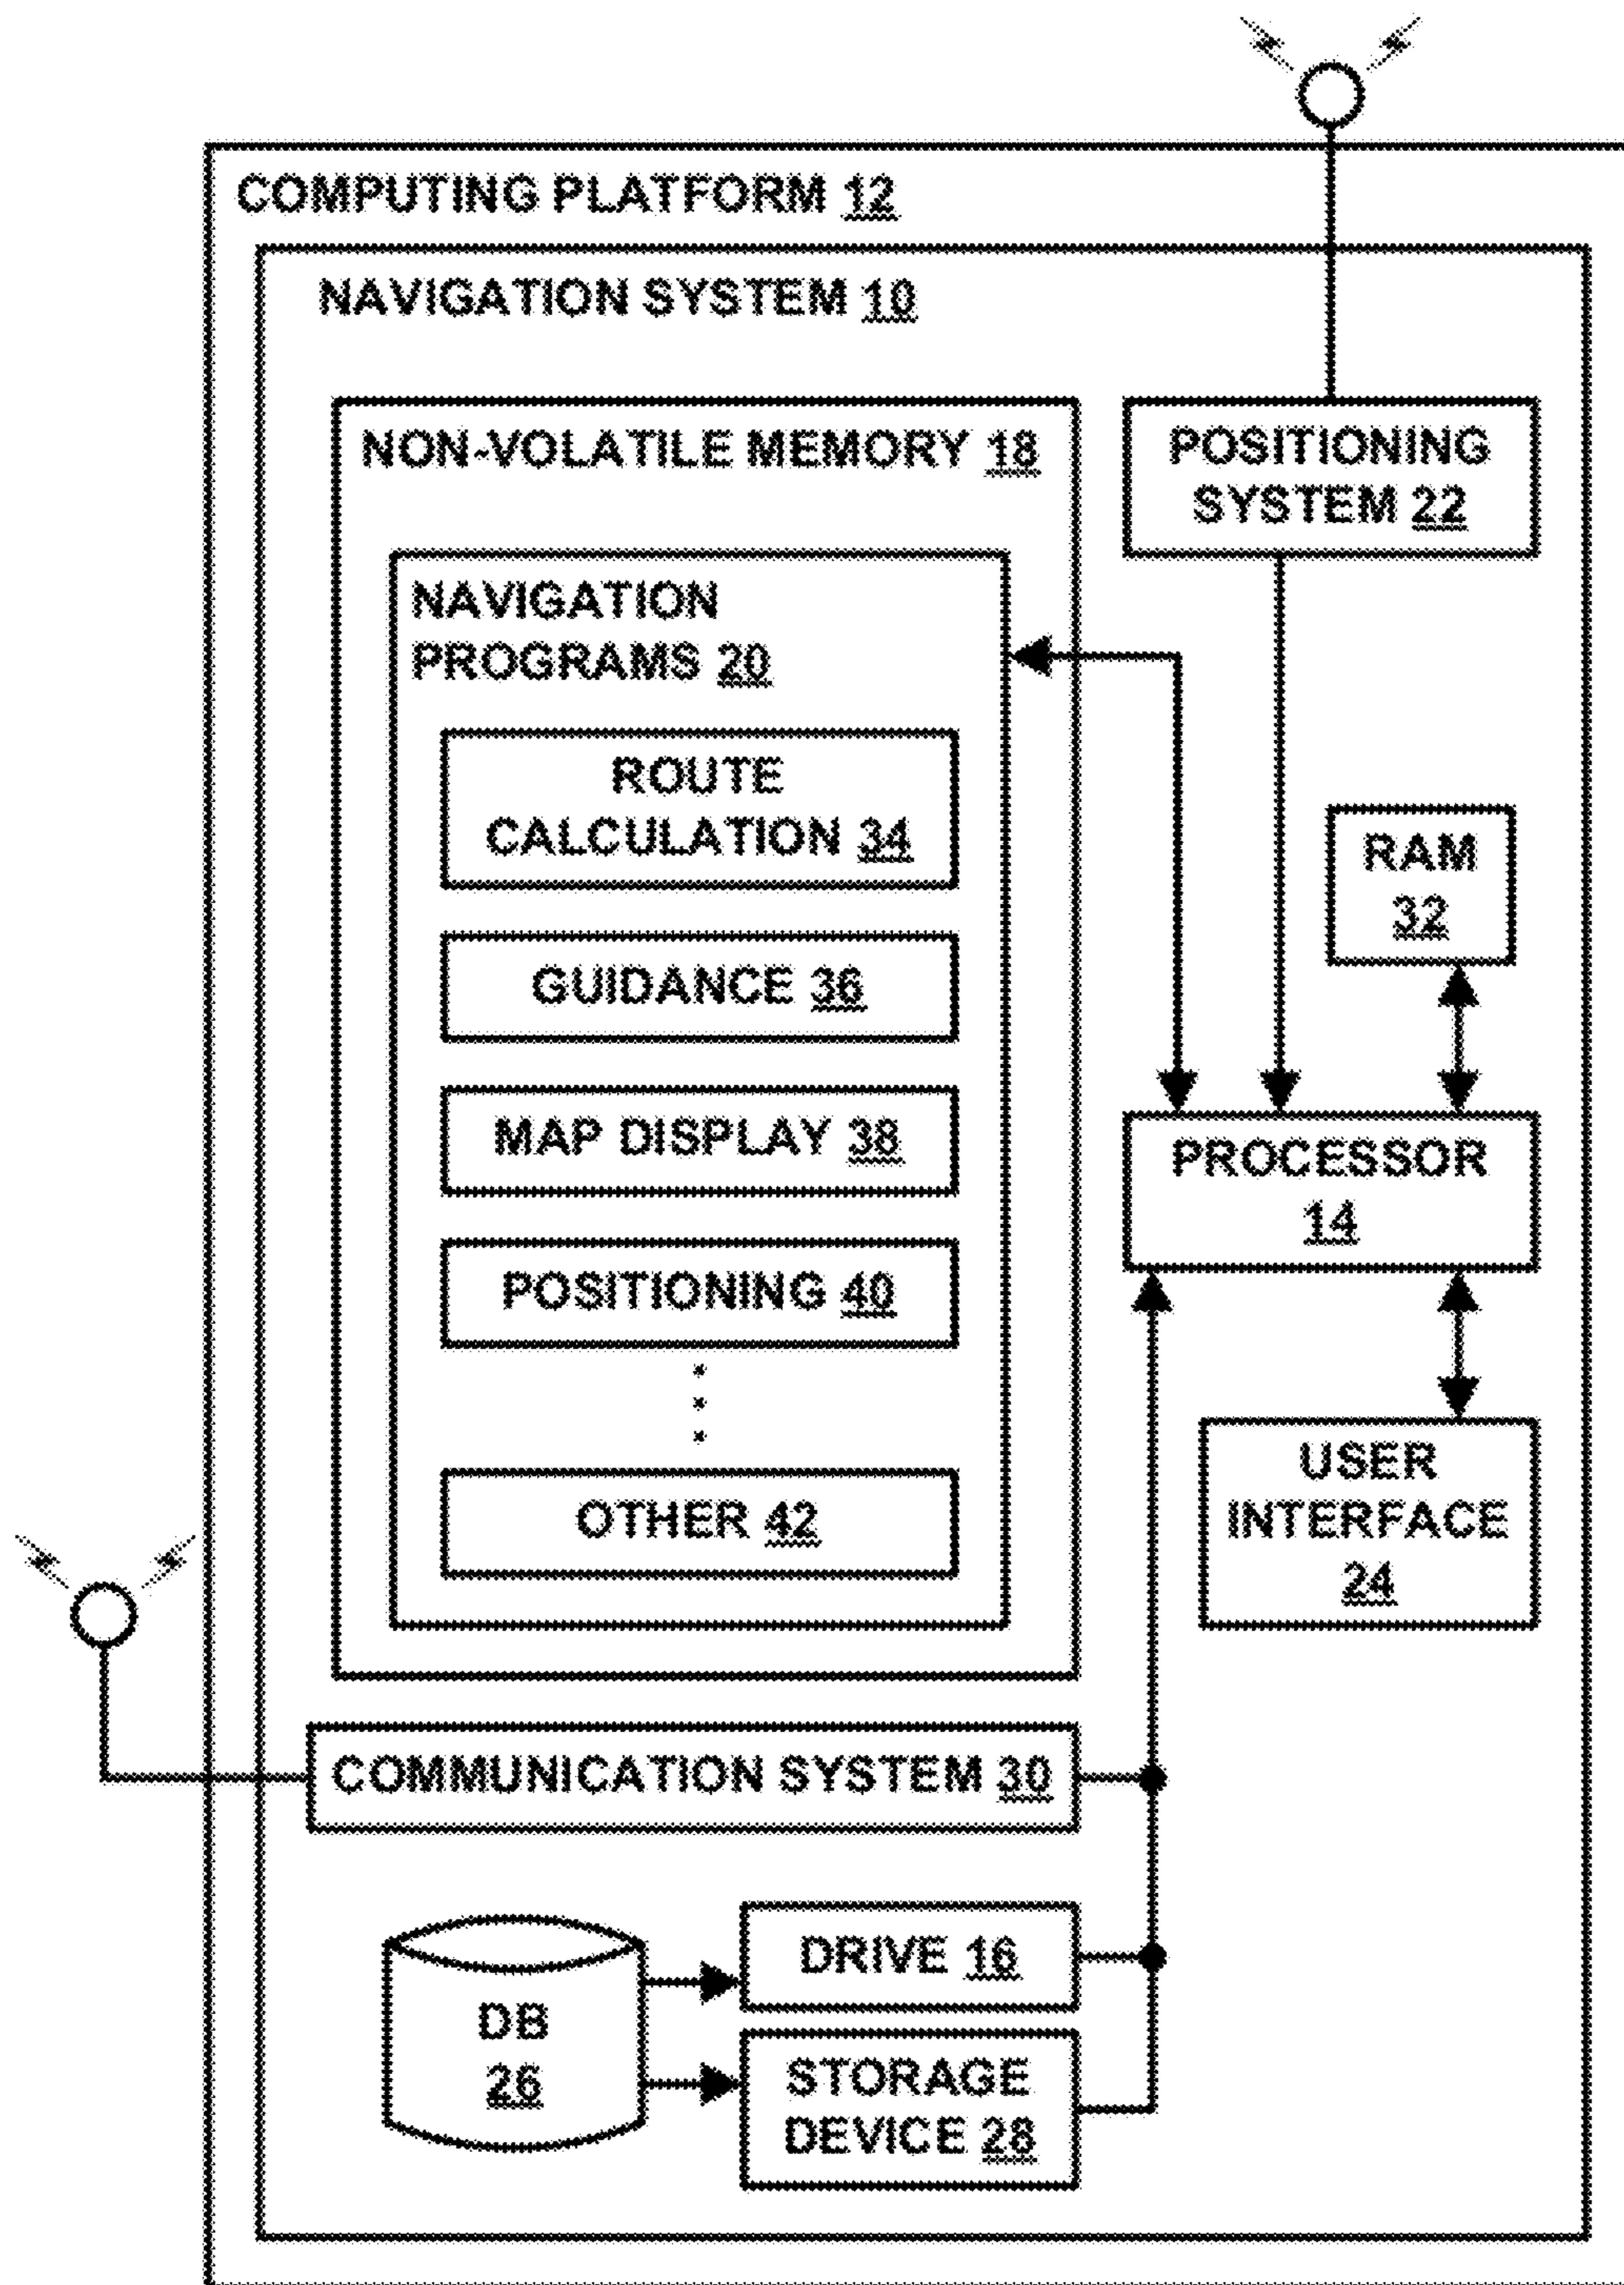 COMPUTING PLATFORM 12
NAVIGATION SYSTEM 10
NON-VOLATILE MEMORY 18
NAVIGATION
PROGRAMS 20
ROUTE
CALCULATION 34
GUIDANCE 36
MAP DISPLAY 38
POSITIONING 40
OTHER 42
POSITIONING
SYSTEM 22
RAM
32
PROCESSOR
14
USER
INTERFACE
24
COMMUNICATION SYSTEM 30
DB
26
DRIVE 16
STORAGE
DEVICE 28